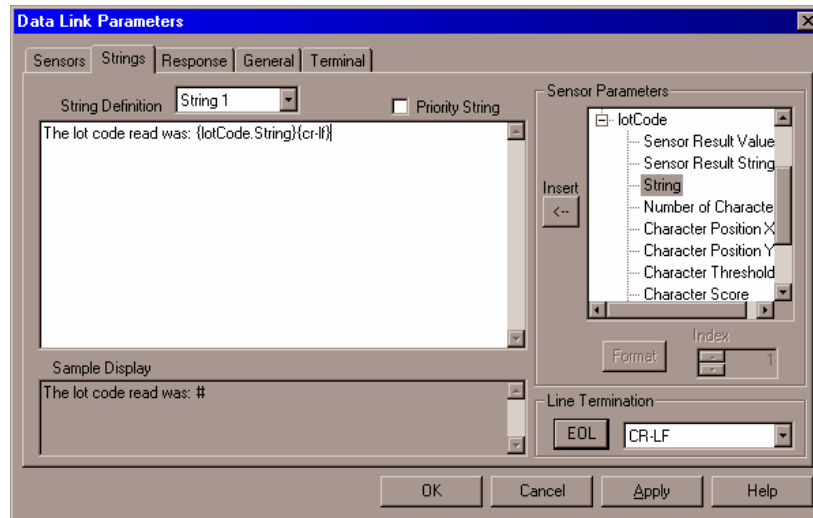 Data Link Parameters
Sensors Strings Response General Terminal
String Definition String 1
Priority String
The lot code read was: {lotCode.String}{cr-lf}
Sample Display
The lot code read was: #
Sensor Parameters
lotCode
Sensor Result Value
Sensor Result String
String
Number of Characte
Character Position X
Character Position Y
Character Threshold
Character Score
Insert
<--
Format
Index
1
Line Termination
EOL CR-LF
OK Cancel Apply Help